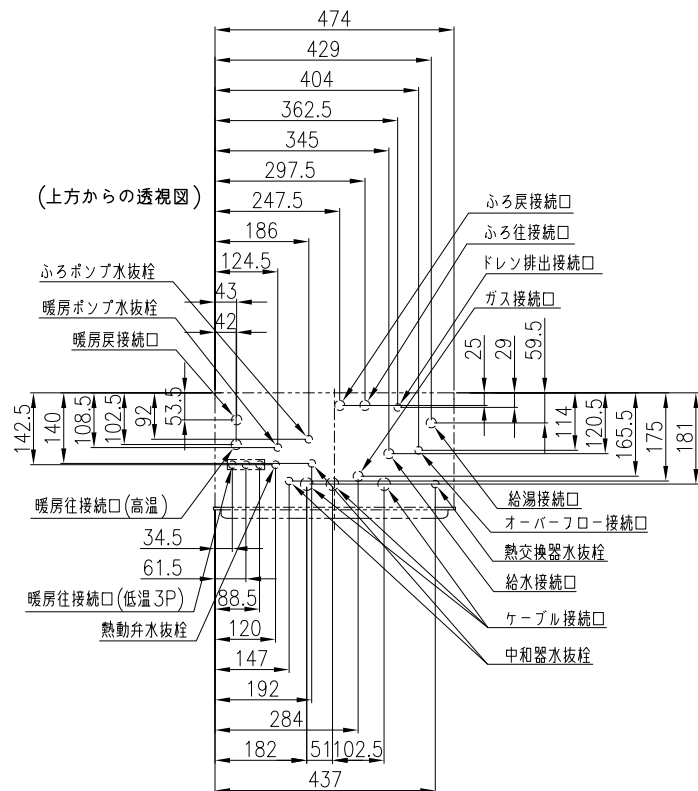 474
429
404
362.5
345
297.5
(上方からの透視図)
247.5
186
124.5
43
42
ふろ戻接続口
ふろ往接続口
ドレン排出接続口
ガス接続口
ふろポンプ水抜栓
暖房ポンプ水抜栓
暖房戻接続口
142.5
140
108.5
102.5
92
53.5
25
29
59.5
114
120.5
165.5
175
181
暖房往接続口(高温)
34.5
61.5
暖房往接続口(低温3P)
88.5
熱動弁水抜栓
120
147
192
284
182
51
102.5
437
給湯接続口
オーバーフロー接続口
熱交換器水抜栓
給水接続口
ケーブル接続口
中和器水抜栓